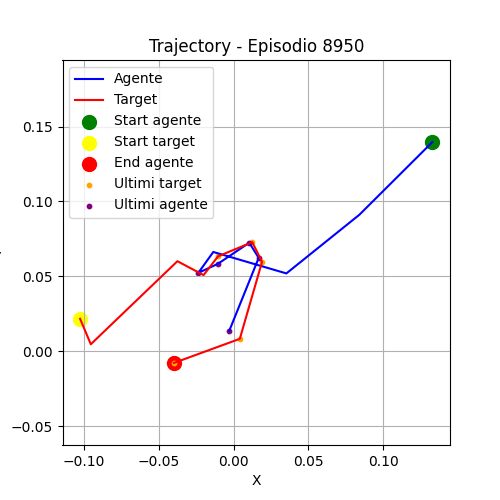 Trajectory - Episodio 8950
Agente
Target
Start agente
Start target
End agente
Ultimi target
Ultimi agente
0.15
0.10
0.05
0.00
−0.05
−0.10
−0.05
0.00
0.05
0.10
X